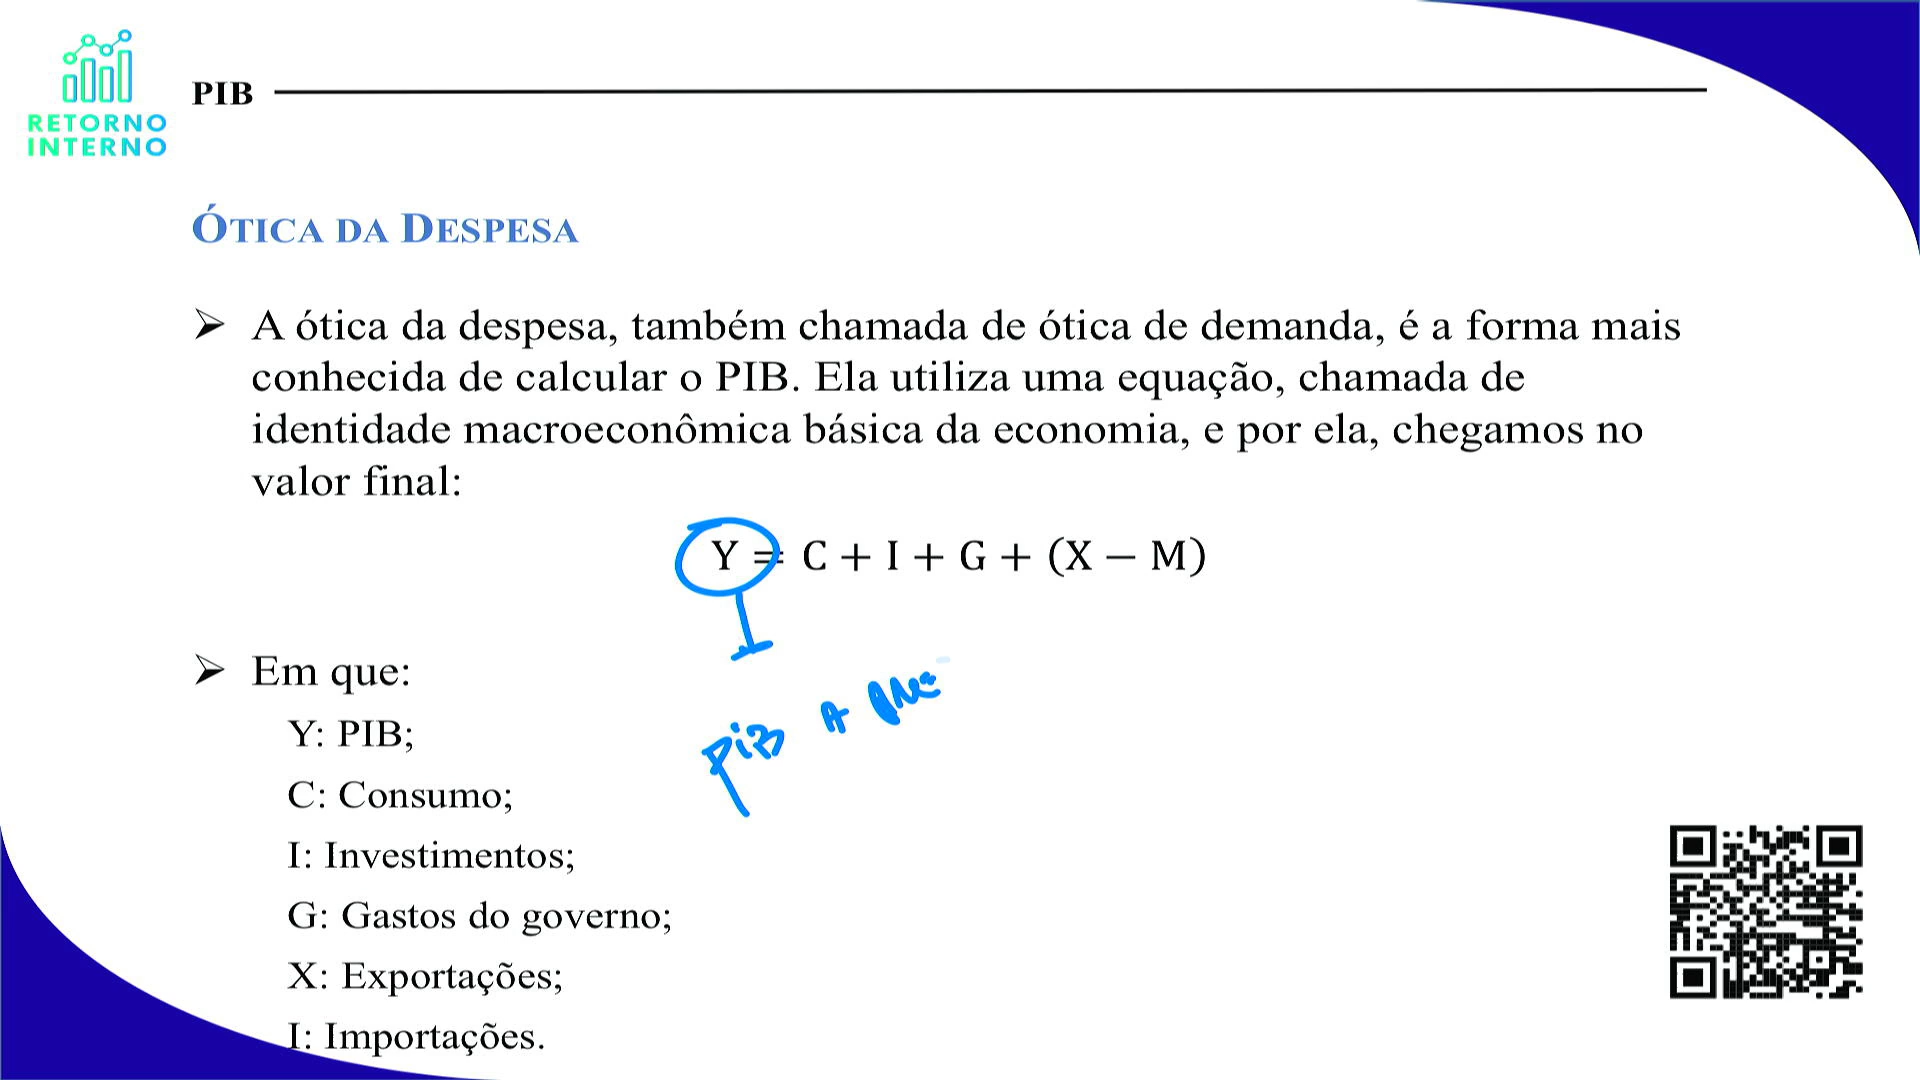 RETORNO
INTERNO
PIB
ÓTICA DA DESPESA
➤ A ótica da despesa, também chamada de ótica de demanda, é a forma mais
conhecida de calcular o PIB. Ela utiliza uma equação, chamada de
identidade macroeconômica básica da economia, e por ela, chegamos no
valor final:
Y = C + I + G + (X − M)
➤ Em que:
PIB A
Y: PIB;
C: Consumo;
I: Investimentos;
G: Gastos do governo;
X: Exportações;
I: Importações.